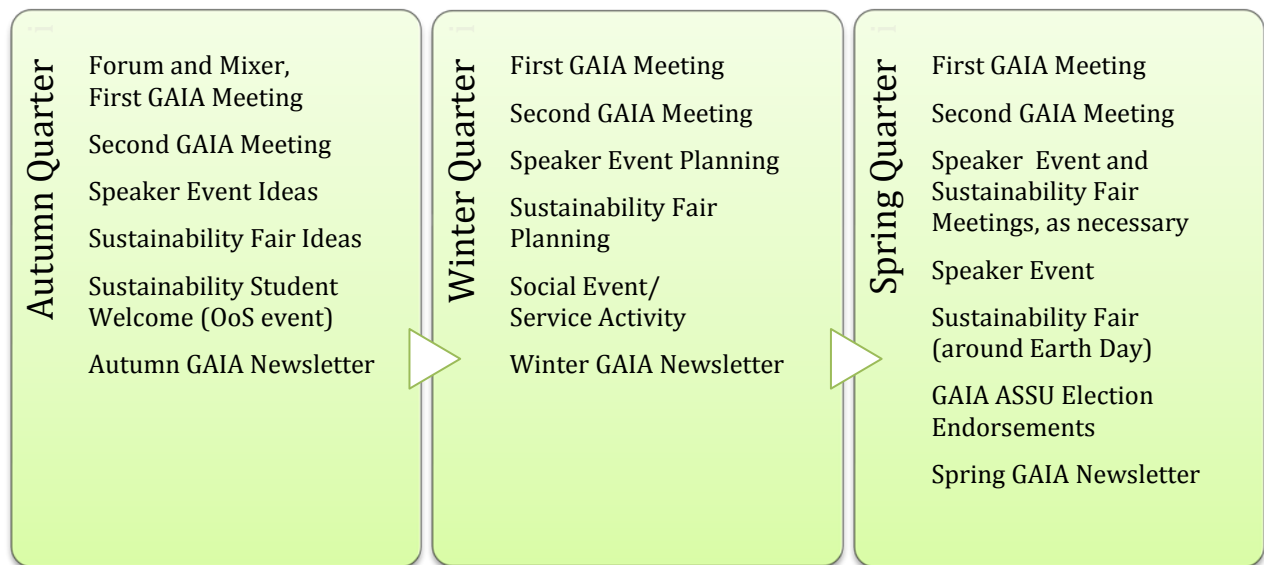 Autumn Quarter
Forum and Mixer,
First GAIA Meeting
Second GAIA Meeting
Speaker Event Ideas
Sustainability Fair Ideas
Sustainability Student
Welcome (OoS event)
Autumn GAIA Newsletter
Winter Quarter
First GAIA Meeting
Second GAIA Meeting
Speaker Event Planning
Sustainability Fair
Planning
Social Event/
Service Activity
Winter GAIA Newsletter
Spring Quarter
First GAIA Meeting
Second GAIA Meeting
Speaker Event and
Sustainability Fair
Meetings, as necessary
Speaker Event
Sustainability Fair
(around Earth Day)
GAIA ASSU Election
Endorsements
Spring GAIA Newsletter